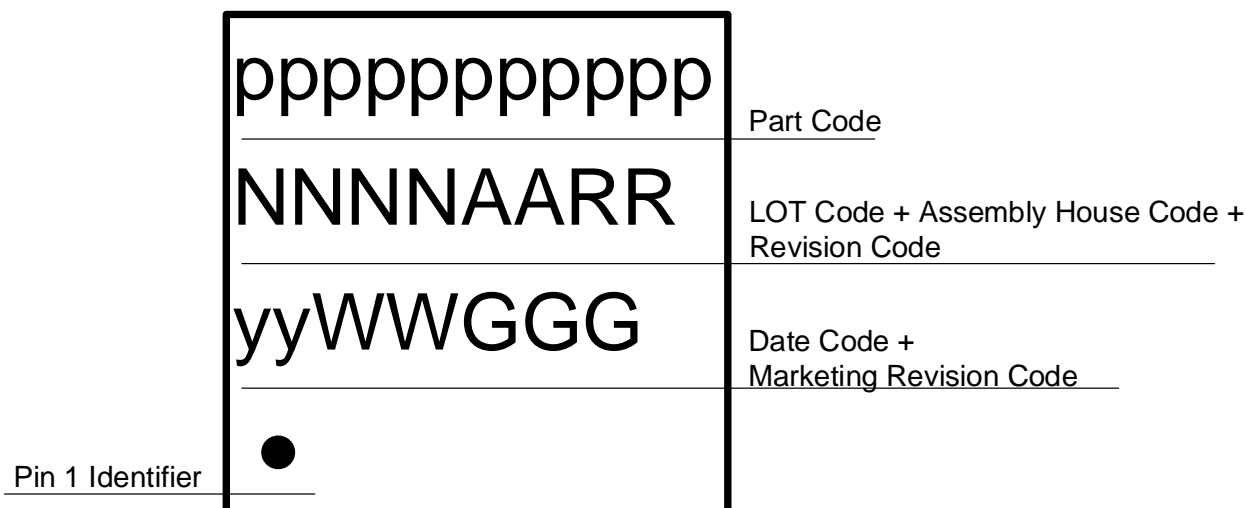 ppppppppppp
Part Code
NNNNAARR
LOT Code + Assembly House Code +
Revision Code
yyWWGGG
Date Code +
Marketing Revision Code
Pin 1 Identifier